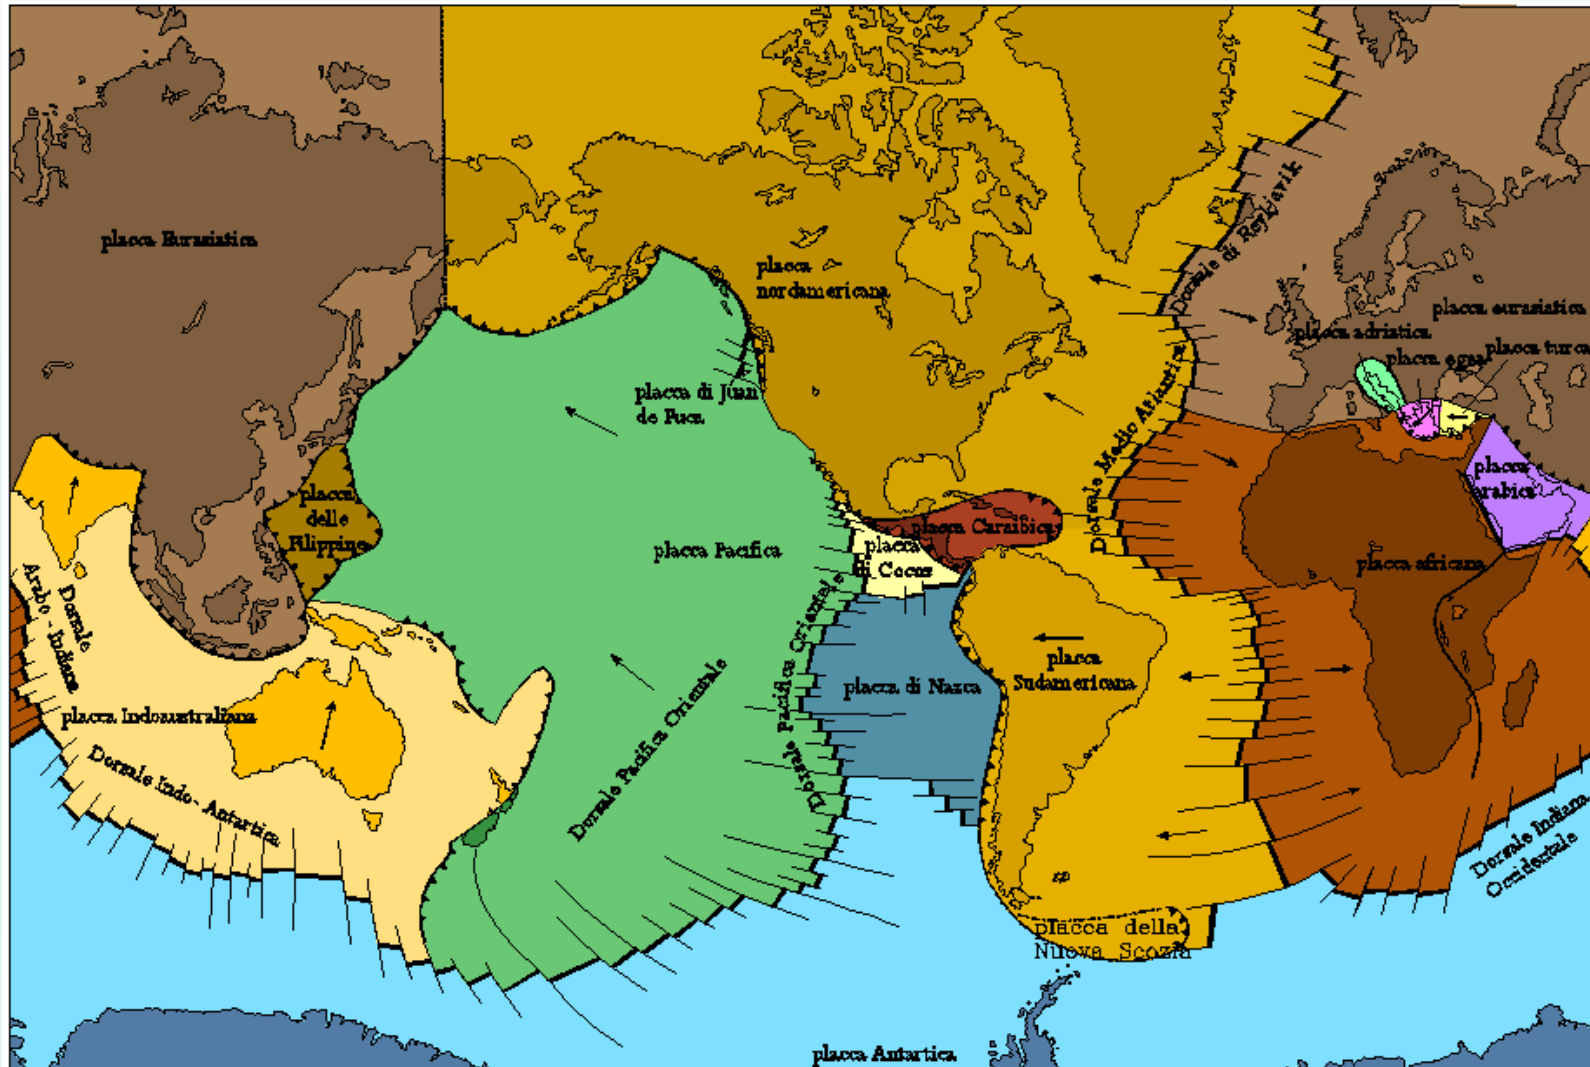 placca Eurasiatica
placca
nordamericana
Dorsale di Reykjavik
placca eurasiatica
placca adriatica
placca egea
placca turca
placca di Juan
de Fuca
Dorsale Medio Atlantica
placca
arabica
placca
delle
Filippine
placca Pacifica
placca Caraibica
placca
di Cocos
placca africana
Dorsale
Arabo - Indiana
placca Indoaustraliana
Dorsale Indo- Antartica
Dorsale Pacifica Orientale
Dorsale Pacifica Orientale
placca di Nazca
placca
Sudamericana
Dorsale Indiana
Occidentale
placca della
Nuova Scozia
placca Antartica